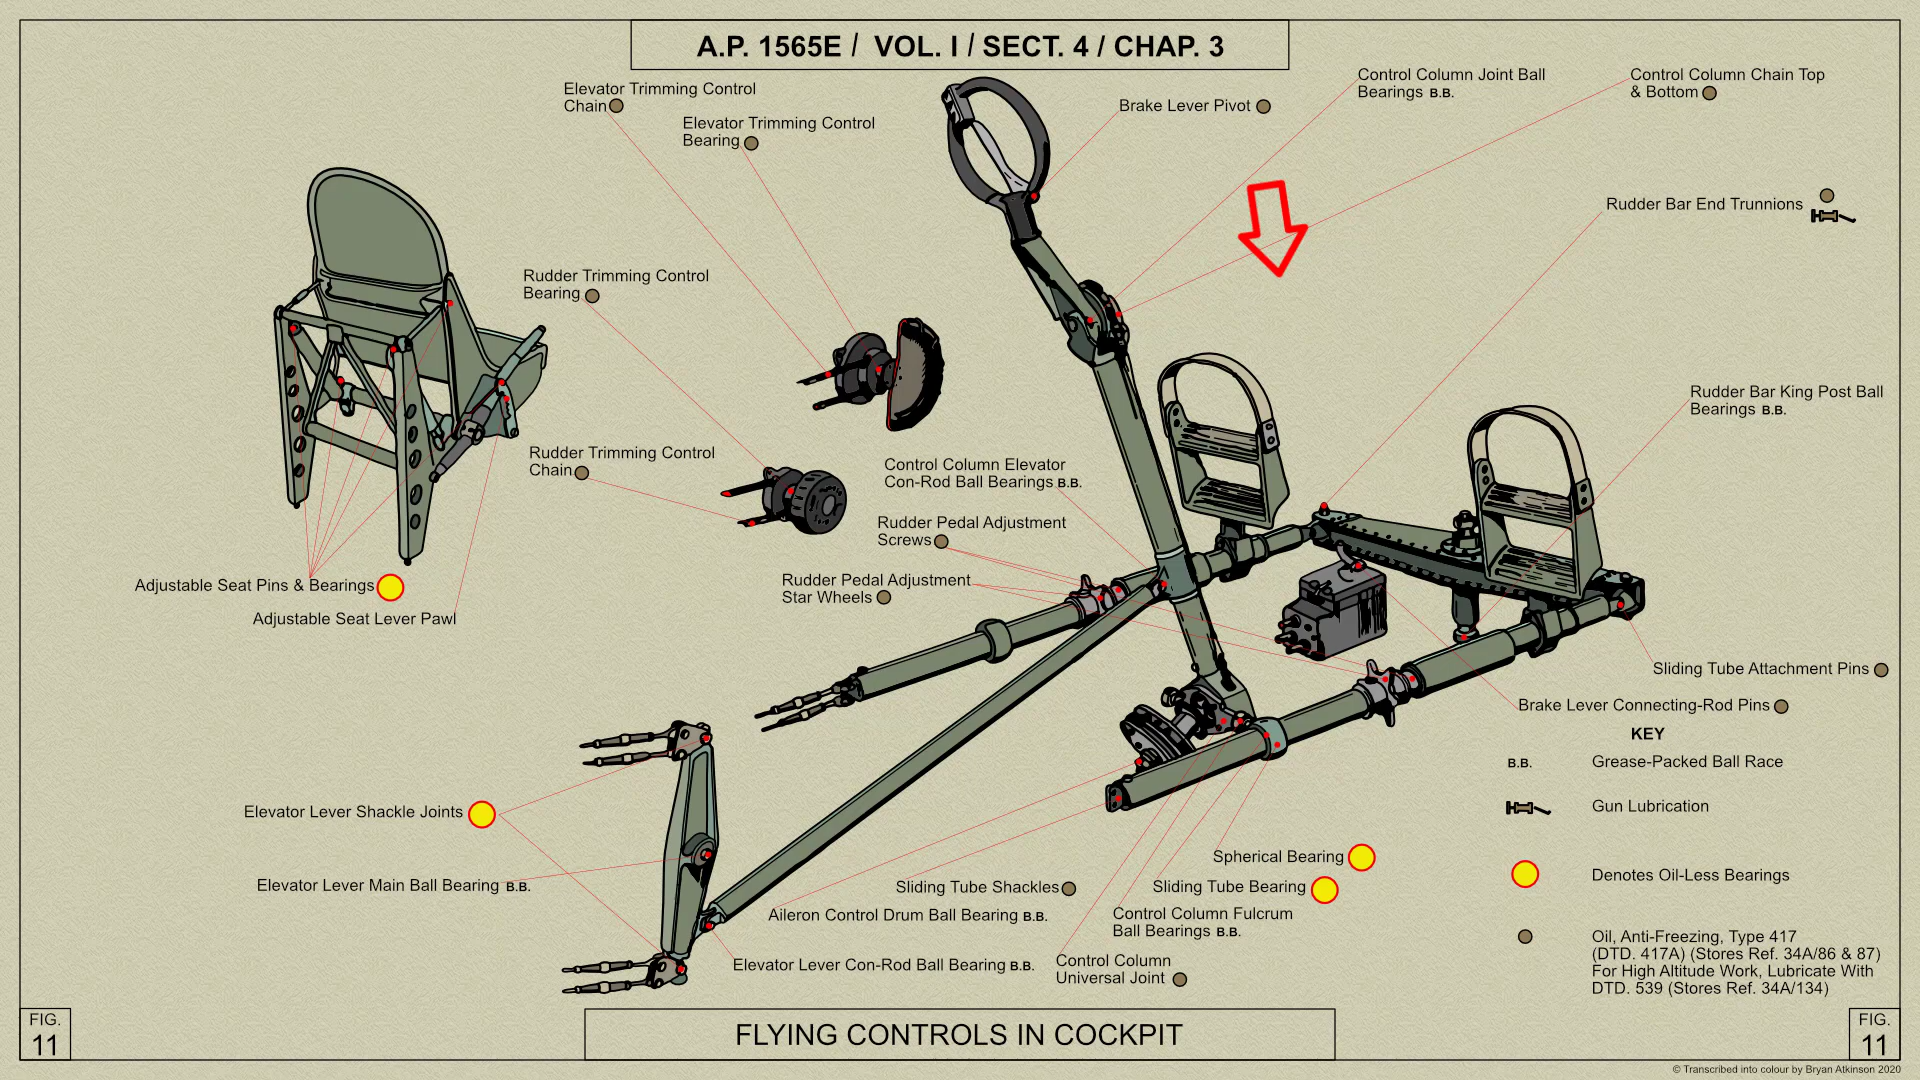 A.P. 1565E / VOL. I / SECT. 4 / CHAP. 3
Elevator Trimming Control
Chain
Elevator Trimming Control
Bearing
Brake Lever Pivot
Control Column Joint Ball
Bearings B.B.
Control Column Chain Top
& Bottom
Rudder Bar End Trunnions
Rudder Trimming Control
Bearing
Rudder Bar King Post Ball
Bearings B.B.
Rudder Trimming Control
Chain
Control Column Elevator
Con-Rod Ball Bearings B.B.
Rudder Pedal Adjustment
Screws
Rudder Pedal Adjustment
Star Wheels
Adjustable Seat Pins & Bearings
Adjustable Seat Lever Pawl
Sliding Tube Attachment Pins
Brake Lever Connecting-Rod Pins
KEY
B.B. Grease-Packed Ball Race
Gun Lubrication
Denotes Oil-Less Bearings
Oil, Anti-Freezing, Type 417
(DTD. 417A) (Stores Ref. 34A/86 & 87)
For High Altitude Work, Lubricate With
DTD. 539 (Stores Ref. 34A/134)
Elevator Lever Shackle Joints
Elevator Lever Main Ball Bearing B.B.
Spherical Bearing
Sliding Tube Shackles
Sliding Tube Bearing
Aileron Control Drum Ball Bearing B.B.
Control Column Fulcrum
Ball Bearings B.B.
Elevator Lever Con-Rod Ball Bearing B.B.
Control Column
Universal Joint
FIG.
11
FLYING CONTROLS IN COCKPIT
FIG.
11
© Transcribed into colour by Bryan Atkinson 2020